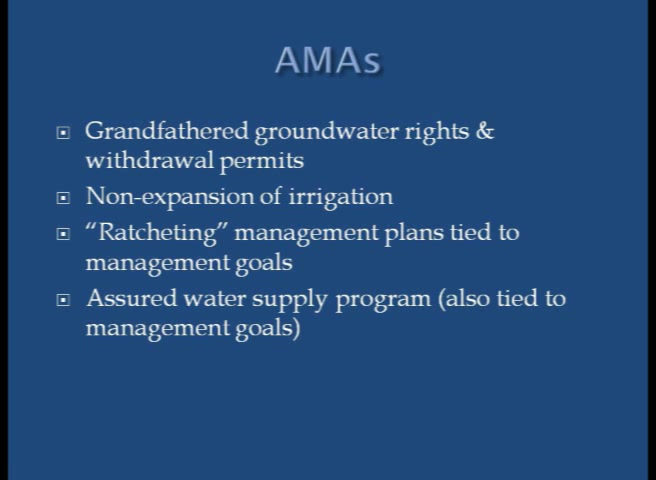 AMAs
Grandfathered groundwater rights &
withdrawal permits
Non-expansion of irrigation
“Ratcheting” management plans tied to
management goals
Assured water supply program (also tied to
management goals)